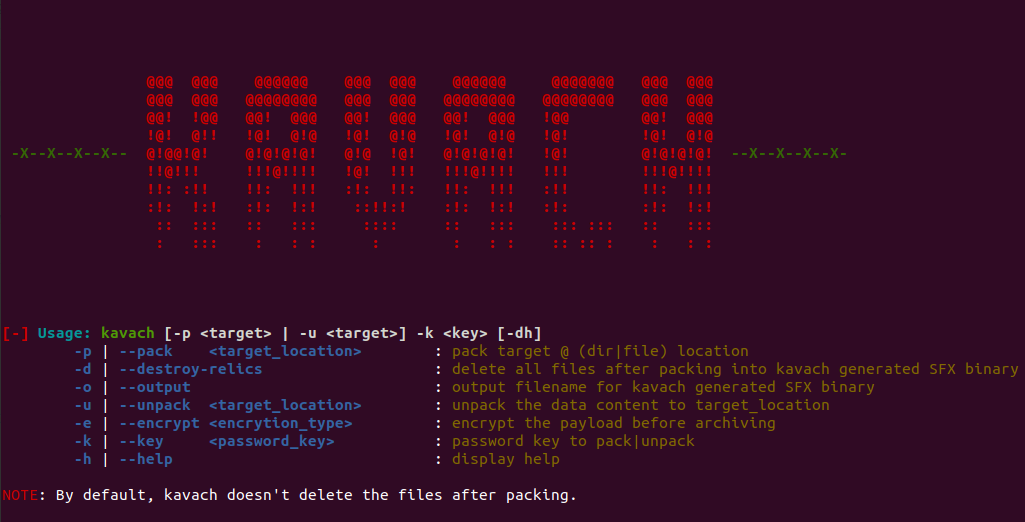 KAVACH
-X--X--X--X-- --X--X--X--X-
[-] Usage: kavach [-p <target> | -u <target>] -k <key> [-dh]
-p | --pack <target_location> : pack target @ (dir|file) location
-d | --destroy-relics : delete all files after packing into kavach generated SFX binary
-o | --output : output filename for kavach generated SFX binary
-u | --unpack <target_location> : unpack the data content to target_location
-e | --encrypt <encrytion_type> : encrypt the payload before archiving
-k | --key <password_key> : password key to pack|unpack
-h | --help : display help
NOTE: By default, kavach doesn't delete the files after packing.